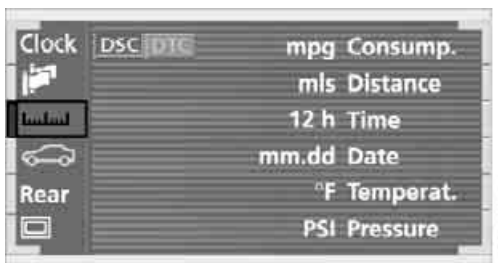 Clock DSC DTC mpg Consump.
mls Distance
12 h Time
mm.dd Date
Rear °F Temperat.
PSI Pressure